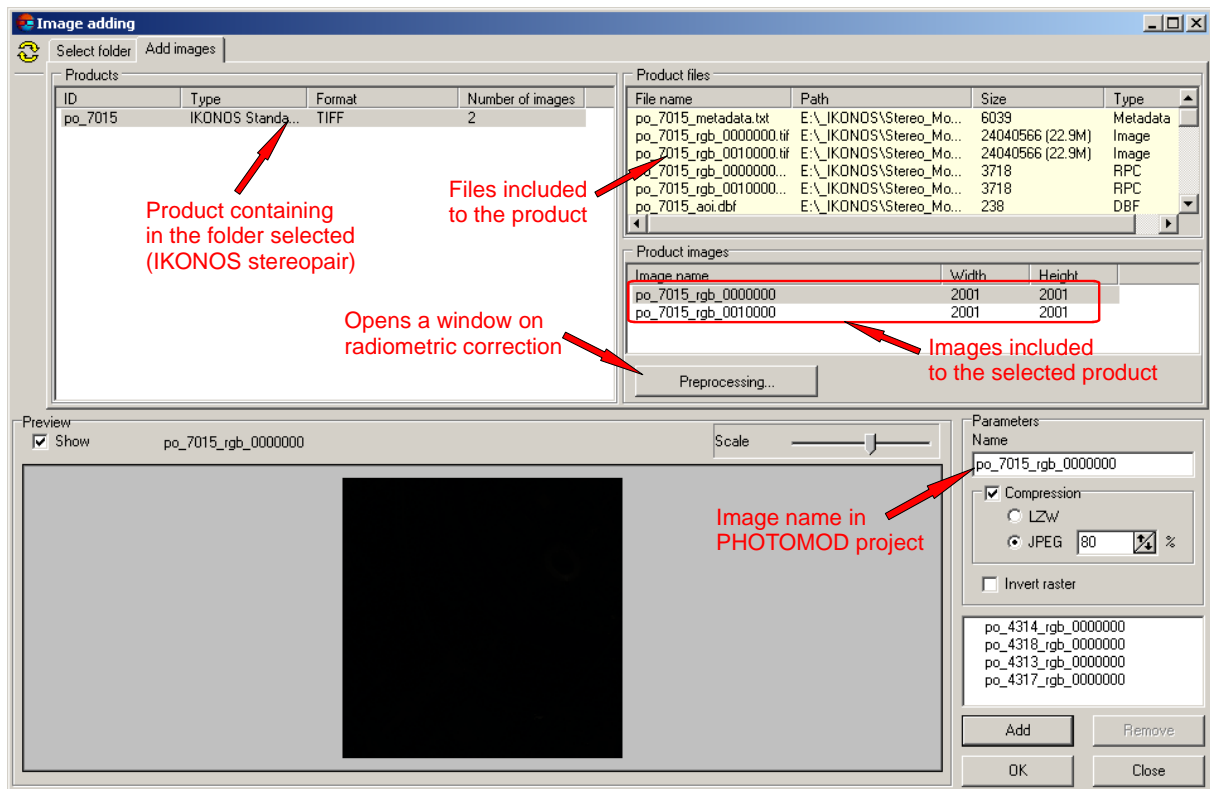 Image adding
Select folder Add images
Products
ID Type Format Number of images
po_7015 IKONOS Standa... TIFF 2
Product containing
in the folder selected
(IKONOS stereopair)
Files included
to the product
Opens a window on
radiometric correction
Product files
File name Path Size Type
po_7015_metadata.txt E:\_IKONOS\Stereo_Mo... 6039 Metadata
po_7015_rgb_0000000.tif E:\_IKONOS\Stereo_Mo... 24040566 (22.9M) Image
po_7015_rgb_0010000.tif E:\_IKONOS\Stereo_Mo... 24040566 (22.9M) Image
po_7015_rgb_0000000... E:\_IKONOS\Stereo_Mo... 3718 RPC
po_7015_rgb_0010000... E:\_IKONOS\Stereo_Mo... 3718 RPC
po_7015_aoi.dbf E:\_IKONOS\Stereo_Mo... 238 DBF
Product images
Image name Width Height
po_7015_rgb_0000000 2001 2001
po_7015_rgb_0010000 2001 2001
Images included
to the selected product
Preprocessing...
Preview
Show po_7015_rgb_0000000 Scale
Image name in
PHOTOMOD project
Parameters
Name
po_7015_rgb_0000000
Compression
LZW
JPEG 80 %
Invert raster
po_4314_rgb_0000000
po_4318_rgb_0000000
po_4313_rgb_0000000
po_4317_rgb_0000000
Add Remove
OK Close